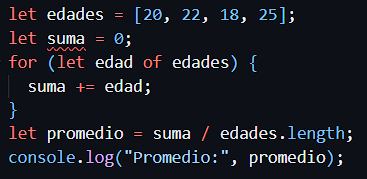 let edades = [20, 22, 18, 25];
let suma = 0;
for (let edad of edades) {
  suma += edad;
}
let promedio = suma / edades.length;
console.log("Promedio:", promedio);